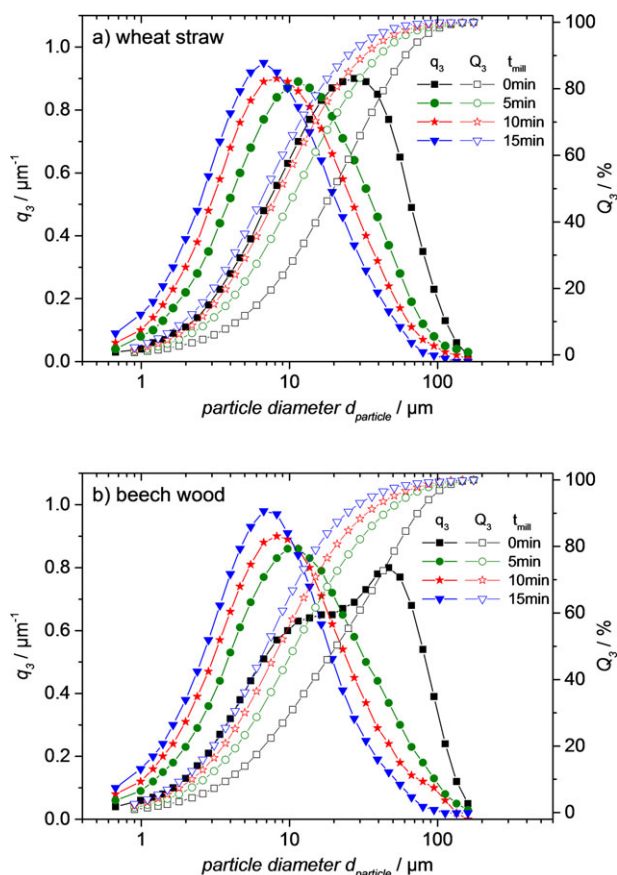 a) wheat straw
q3 Q3 tmill
0min
5min
10min
15min
1.0
0.8
0.6
0.4
0.2
0.0
q3 / µm-1
100
80
60
40
20
0
Q3 / %
1 10 100
particle diameter dparticle / µm
b) beech wood
q3 Q3 tmill
0min
5min
10min
15min
1.0
0.8
0.6
0.4
0.2
0.0
q3 / µm-1
100
80
60
40
20
0
Q3 / %
1 10 100
particle diameter dparticle / µm